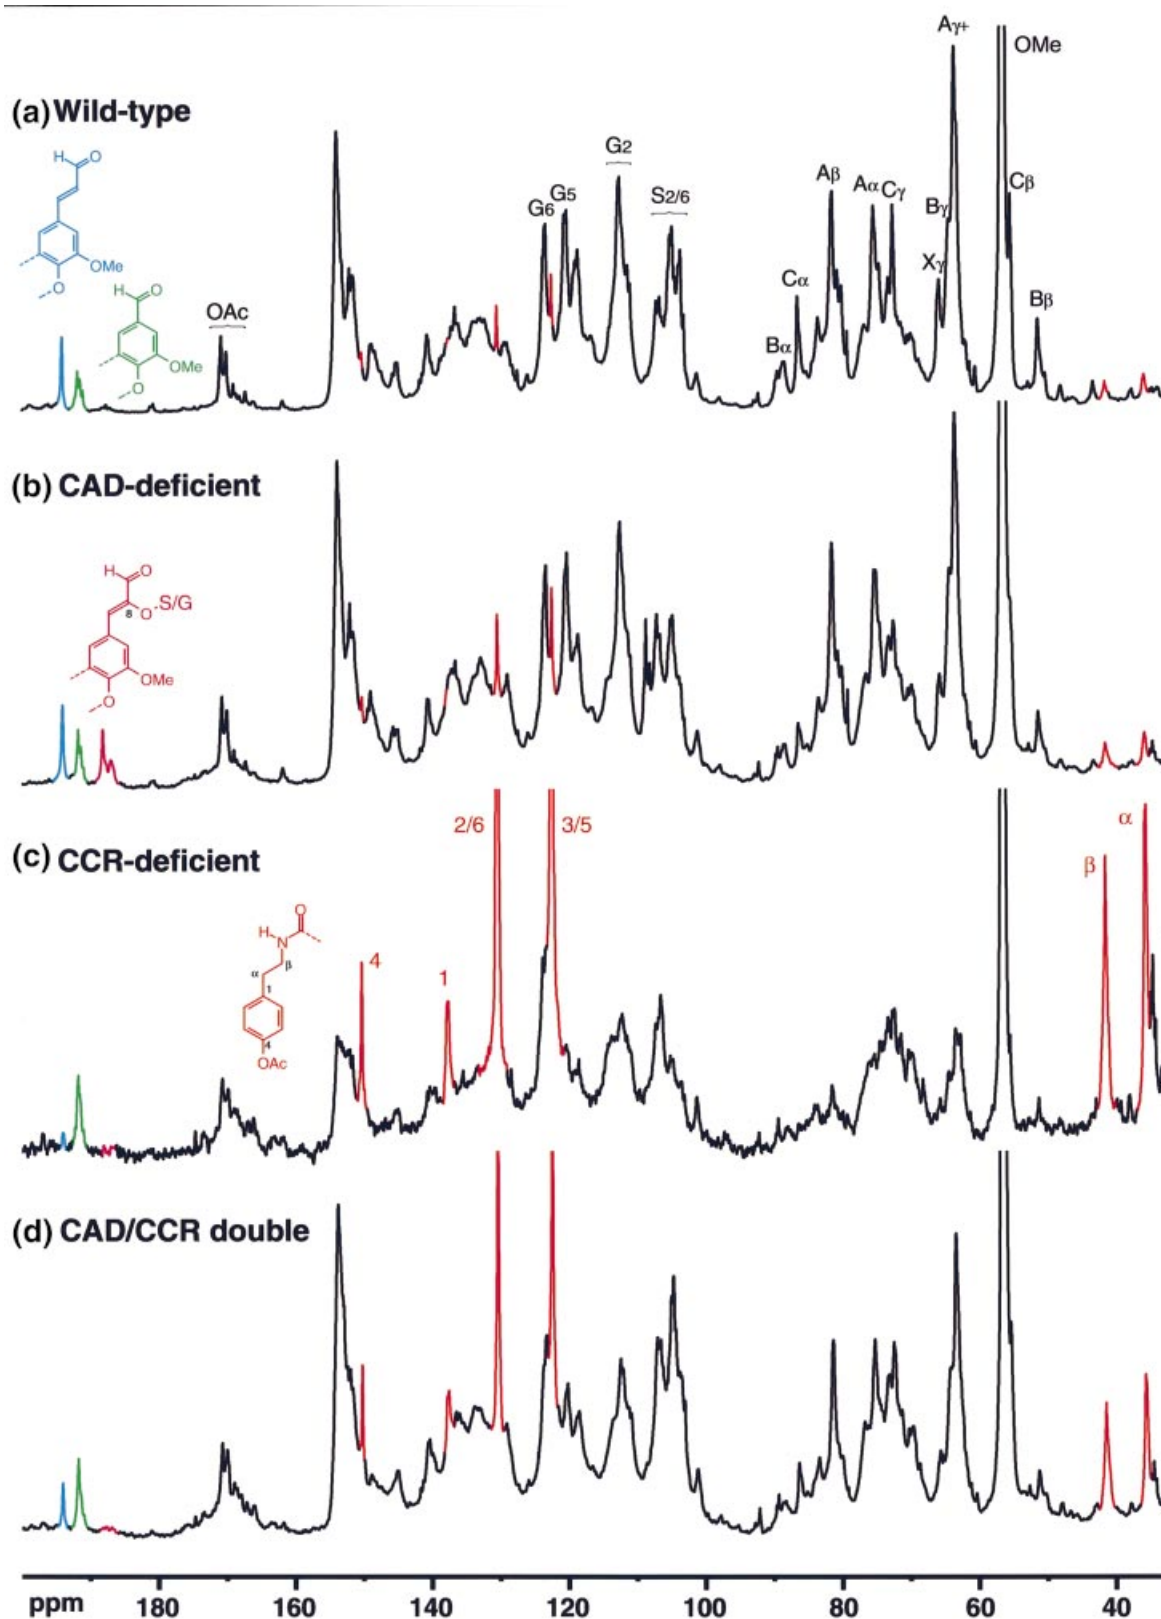 Aγ+
OMe
(a) Wild-type
H
O
G2
Aβ
Aα
Cγ
Cβ
G5
S2/6
G6
Bγ
Xγ
OMe
O
H
O
Cα
Bβ
OAc
Bα
OMe
O
(b) CAD-deficient
H
O
8
O
S/G
OMe
O
2/6
3/5
α
(c) CCR-deficient
β
O
H
N
4
1
α
β
1
4
OAc
(d) CAD/CCR double
ppm 180 160 140 120 100 80 60 40